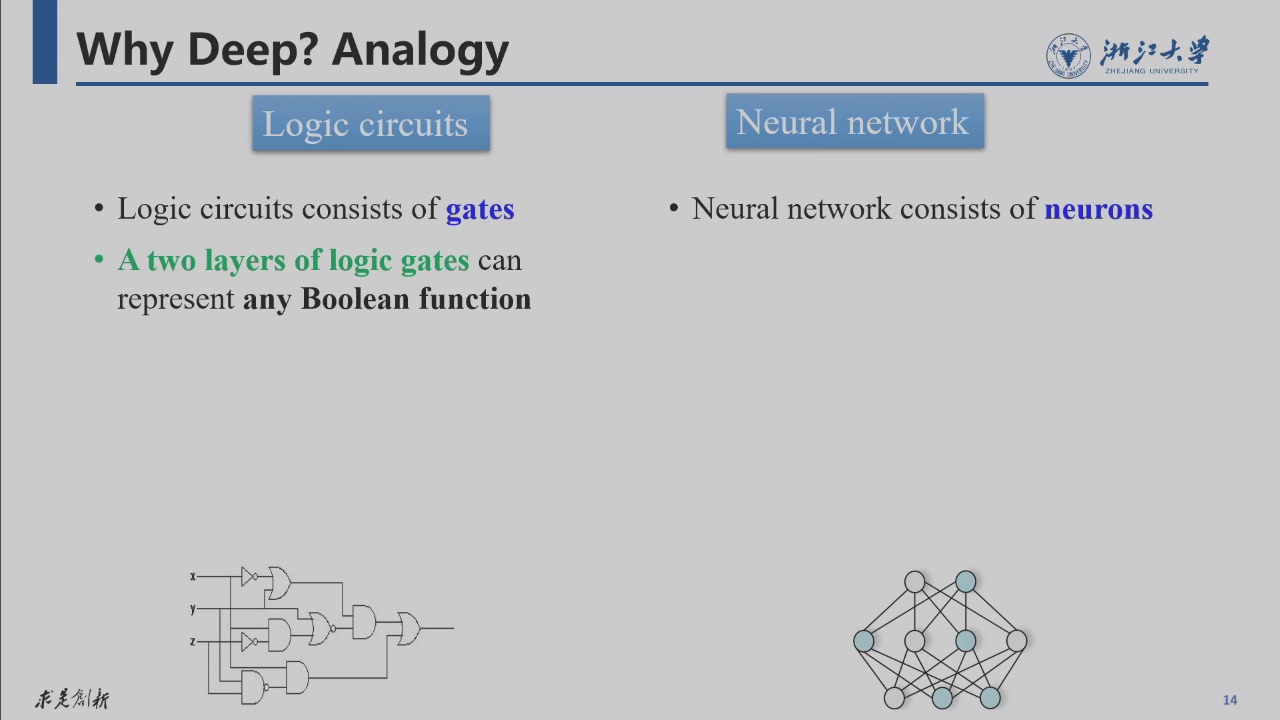 Why Deep? Analogy
浙江大学
ZHEJIANG UNIVERSITY
Logic circuits
Neural network
• Logic circuits consists of gates
• A two layers of logic gates can
represent any Boolean function
• Neural network consists of neurons
x
y
z
求是创新
14